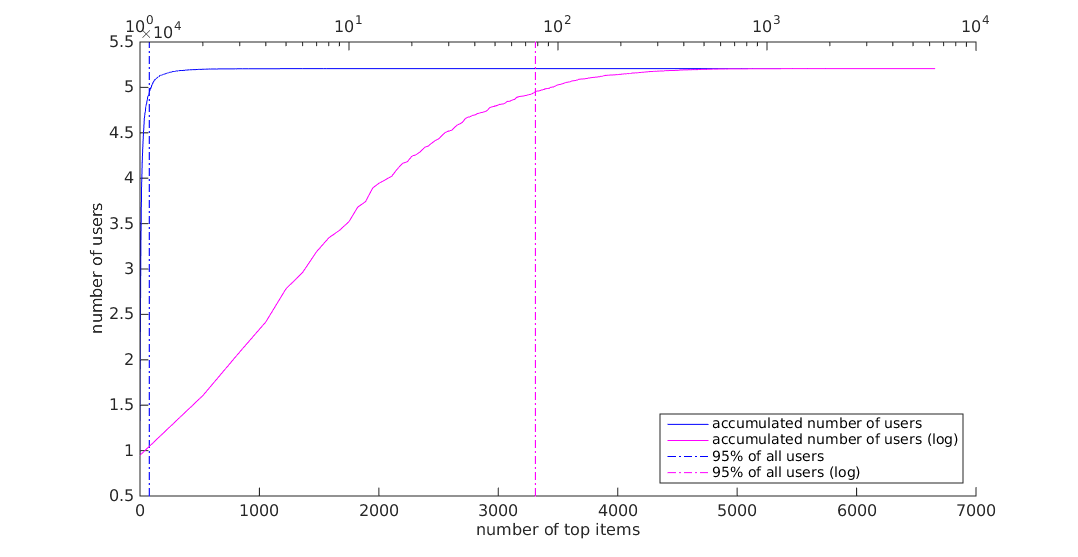 10^0 10^1 10^2 10^3 10^4
×10^4
5.5
5
4.5
4
3.5
3
2.5
2
1.5
1
0.5
number of users
accumulated number of users
accumulated number of users (log)
95% of all users
95% of all users (log)
0 1000 2000 3000 4000 5000 6000 7000
number of top items